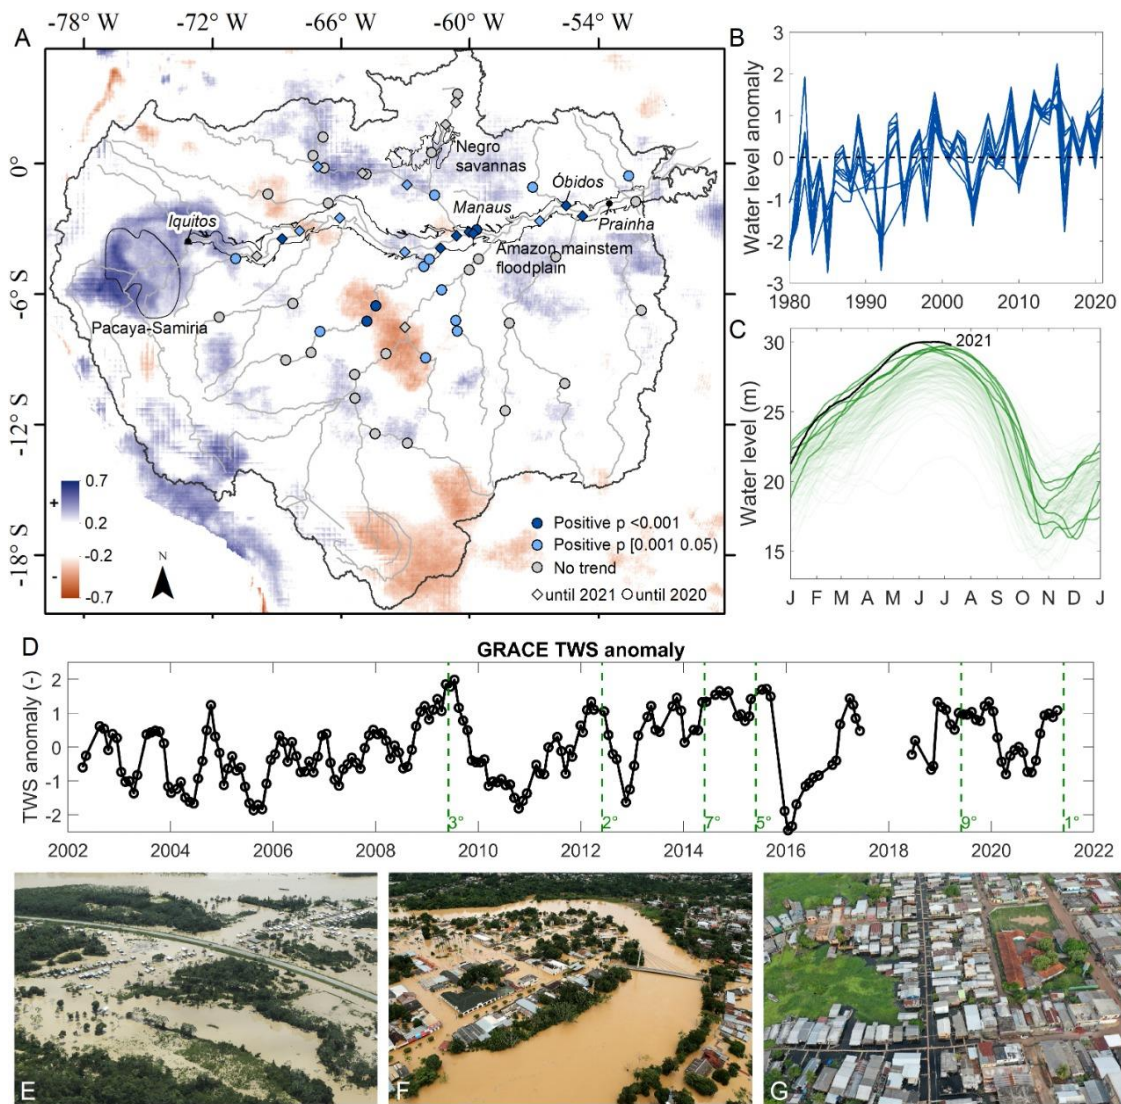 A
-78° W -72° W -66° W -60° W -54° W
0°
-6° S
-12° S
-18° S
Negro
savannas
Óbidos
Manaus
Prainha
Iquitos
Amazon mainstem
floodplain
Pacaya-Samiria
+
-
0.7
0.2
-0.2
-0.7
N
Positive p <0.001
Positive p [0.001 0.05)
No trend
until 2021 until 2020
B
Water level anomaly
3
2
1
0
-1
-2
-3
1980 1990 2000 2010 2020
C
Water level (m)
30
25
20
15
2021
J F M A M J J A S O N D J
D
GRACE TWS anomaly
TWS anomaly (-)
2
1
0
-1
-2
3° 2° 7° 5° 9° 1°
2002 2004 2006 2008 2010 2012 2014 2016 2018 2020 2022
E
F
G